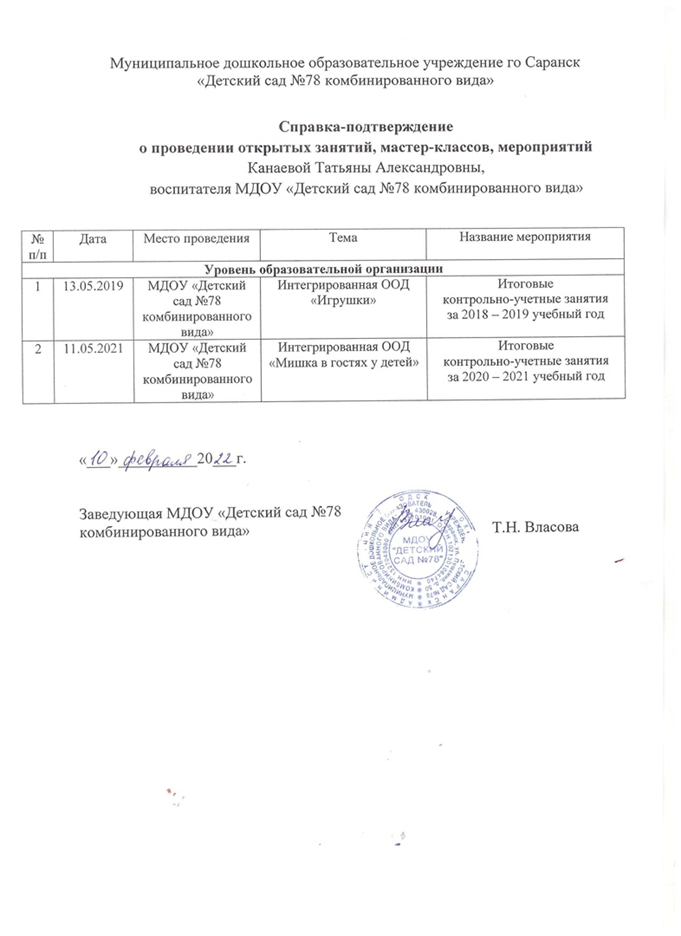 Муниципальное дошкольное образовательное учреждение го Саранск
«Детский сад №78 комбинированного вида»
Справка-подтверждение
о проведении открытых занятий, мастер-классов, мероприятий
Канаевой Татьяны Александровны,
воспитателя МДОУ «Детский сад №78 комбинированного вида»
№ п/п Дата Место проведения Тема Название мероприятия
Уровень образовательной организации
1 13.05.2019 МДОУ «Детский Интегрированная ООД Итоговые
сад №78 «Игрушки» контрольно-учетные занятия
комбинированного за 2018 – 2019 учебный год
вида»
2 11.05.2021 МДОУ «Детский Интегрированная ООД Итоговые
сад №78 «Мишка в гостях у детей» контрольно-учетные занятия
комбинированного за 2020 – 2021 учебный год
вида»
«10» февраля 2022 г.
Заведующая МДОУ «Детский сад №78
комбинированного вида»
Т.Н. Власова
МДОУ
"ДЕТСКИЙ
САД №78"